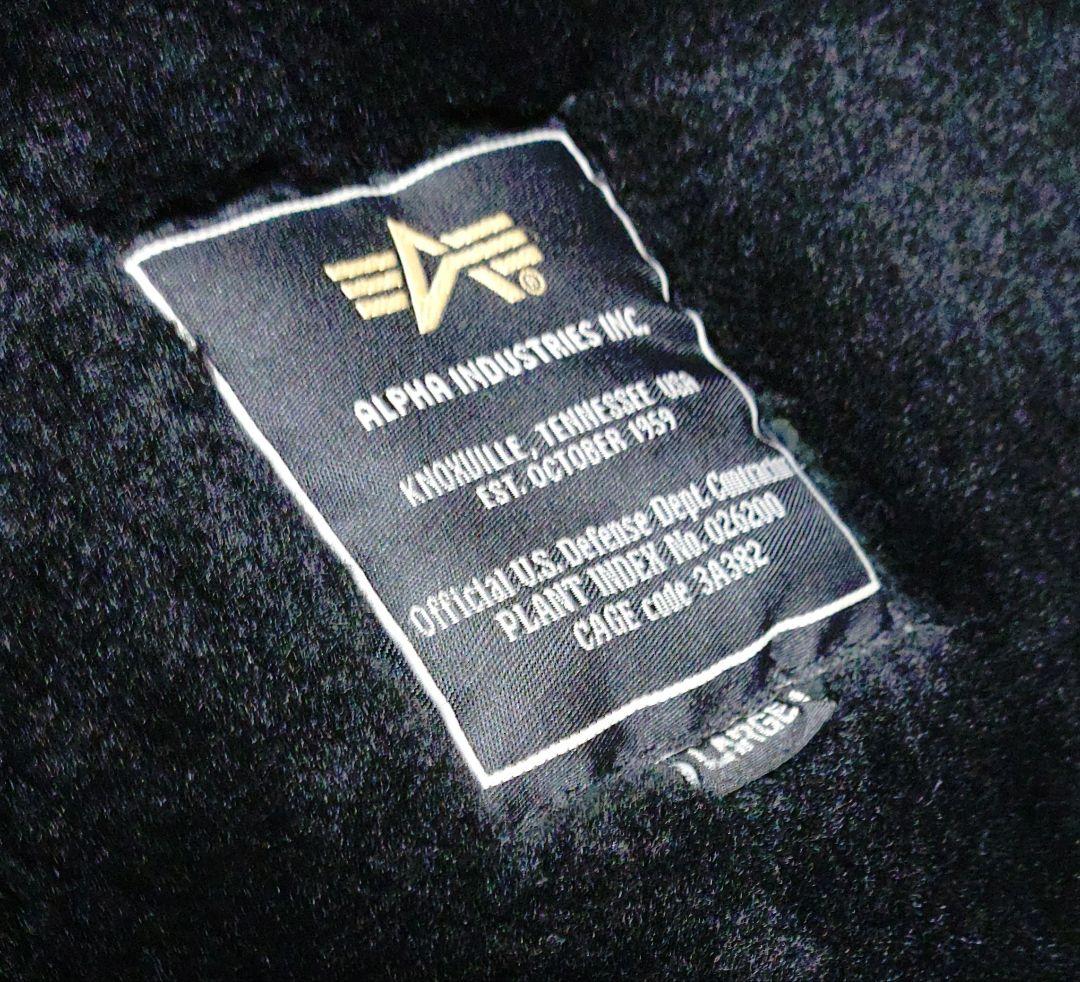 ®
ALPHA INDUSTRIES INC.
KNOXVILLE, TENNESSEE USA
EST. OCTOBER 1959
Official U.S. Defense Dept. Contractor
PLANT INDEX No. 026200
CAGE code 3A382
LARGE